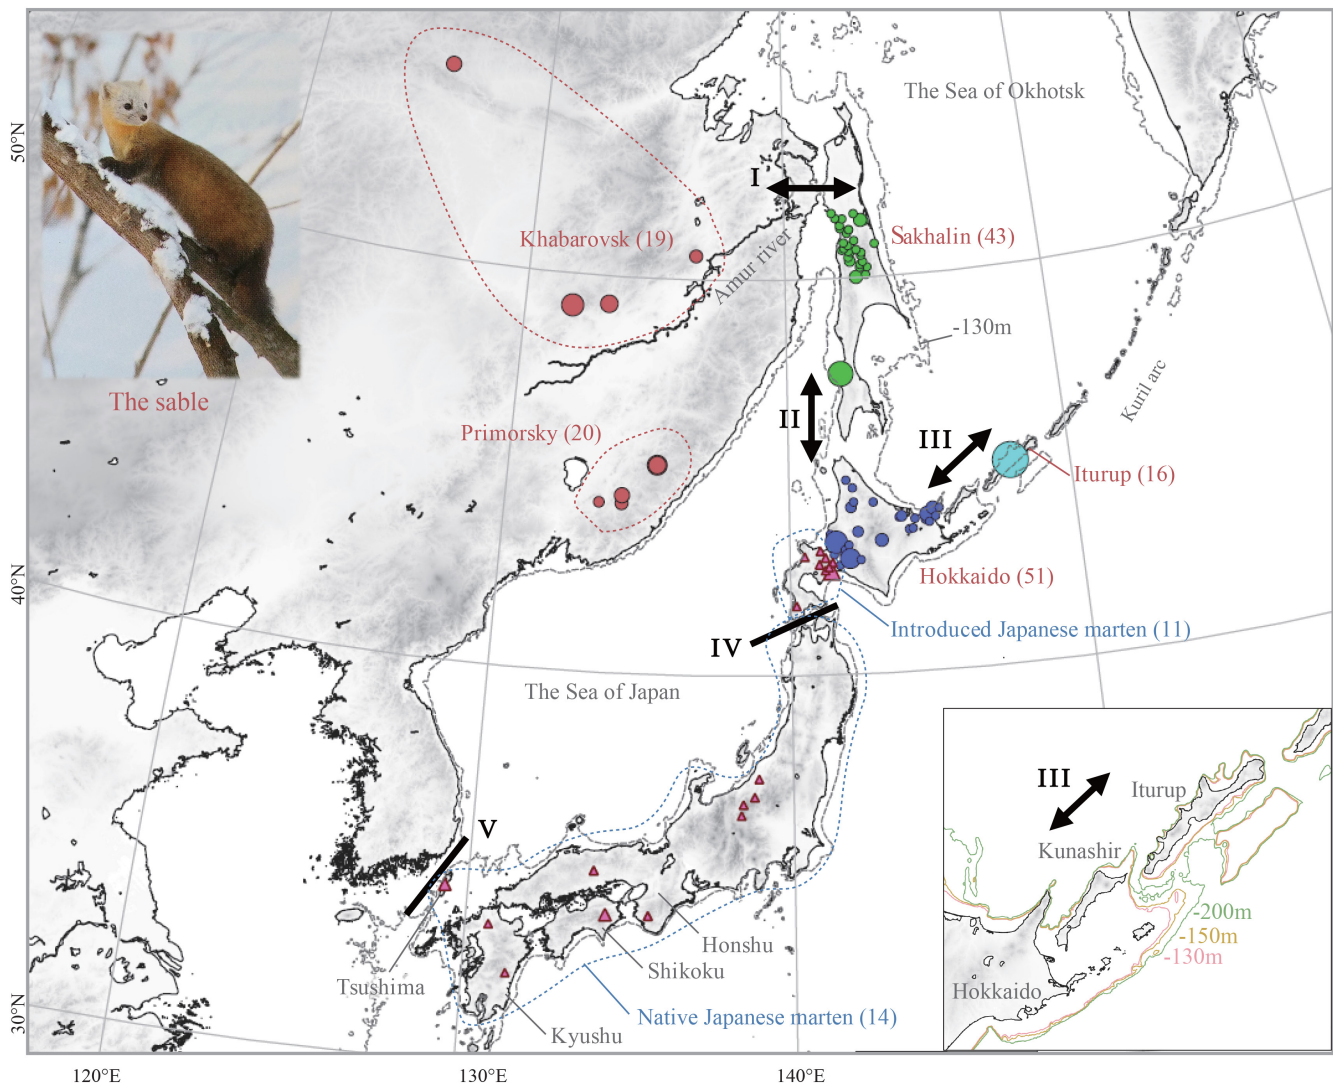 The Sea of Okhotsk
50°N
I
Khabarovsk (19)
Sakhalin (43)
Amur river
-130m
The sable
Kuril arc
II
III
Primorsky (20)
Iturup (16)
40°N
Hokkaido (51)
Introduced Japanese marten (11)
IV
The Sea of Japan
III
Iturup
V
Kunashir
-200m
-150m
-130m
Honshu
Shikoku
Tsushima
Hokkaido
30°N
Native Japanese marten (14)
Kyushu
120°E
130°E
140°E